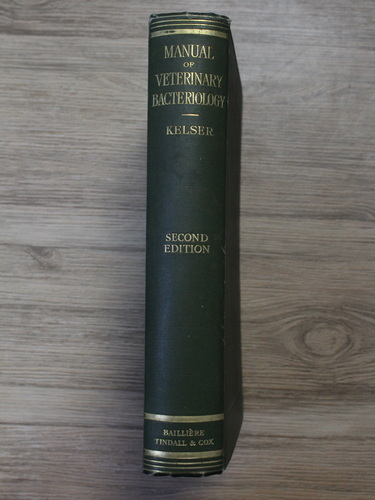 MANUAL
OF
VETERINARY
BACTERIOLOGY
KELSER
SECOND
EDITION
BAILLIÈRE
TINDALL & COX